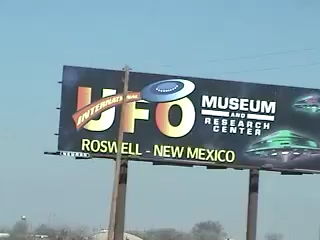 INTERNATIONAL
UFO
MUSEUM
AND
RESEARCH
CENTER
ROSWELL - NEW MEXICO